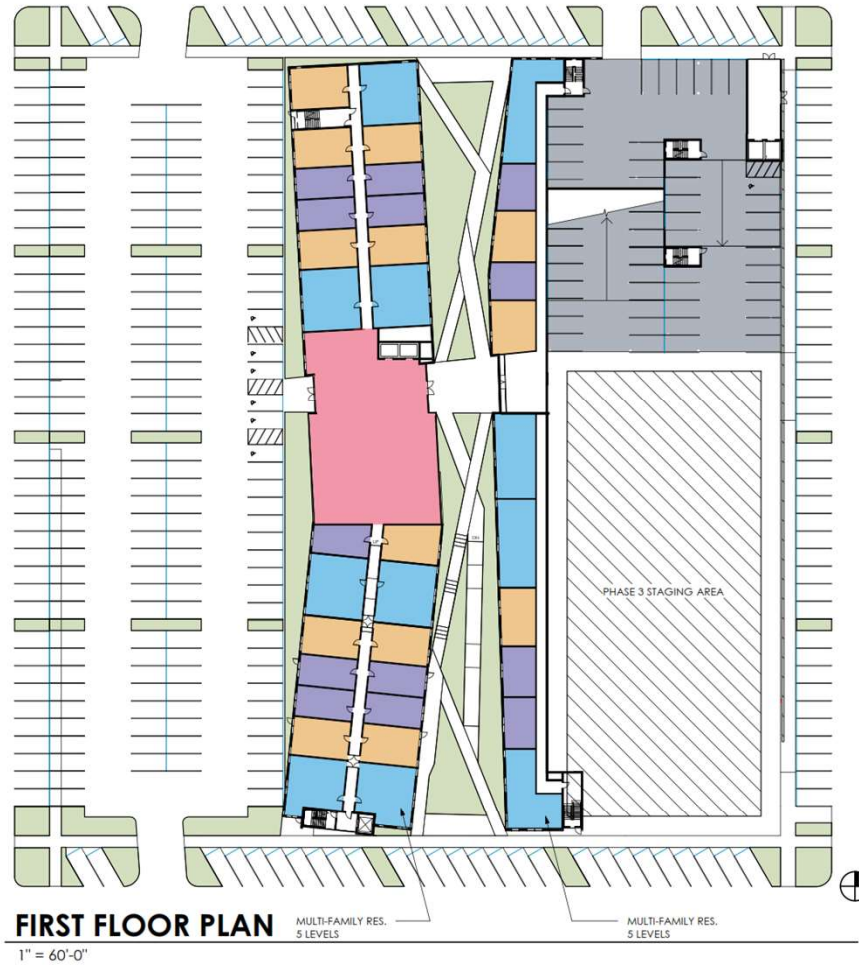 PHASE 3 STAGING AREA
FIRST FLOOR PLAN
MULTI-FAMILY RES.
5 LEVELS
MULTI-FAMILY RES.
5 LEVELS
1" = 60'-0"